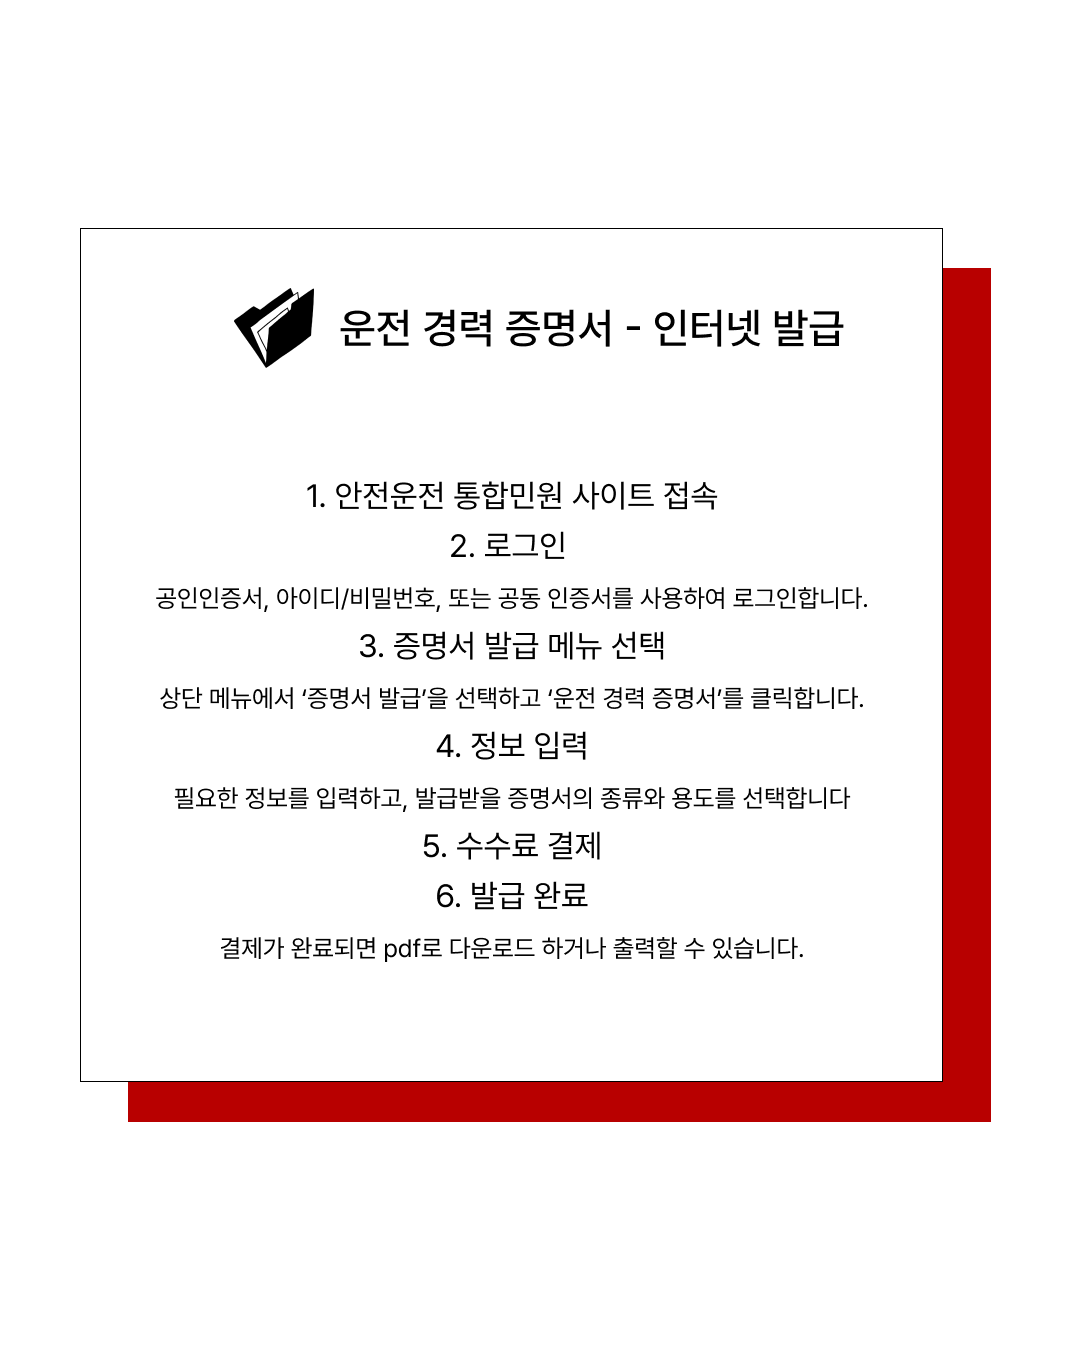 운전 경력 증명서 - 인터넷 발급
1. 안전운전 통합민원 사이트 접속
2. 로그인
공인인증서, 아이디/비밀번호, 또는 공동 인증서를 사용하여 로그인합니다.
3. 증명서 발급 메뉴 선택
상단 메뉴에서 ‘증명서 발급’을 선택하고 ‘운전 경력 증명서’를 클릭합니다.
4. 정보 입력
필요한 정보를 입력하고, 발급받을 증명서의 종류와 용도를 선택합니다
5. 수수료 결제
6. 발급 완료
결제가 완료되면 pdf로 다운로드 하거나 출력할 수 있습니다.